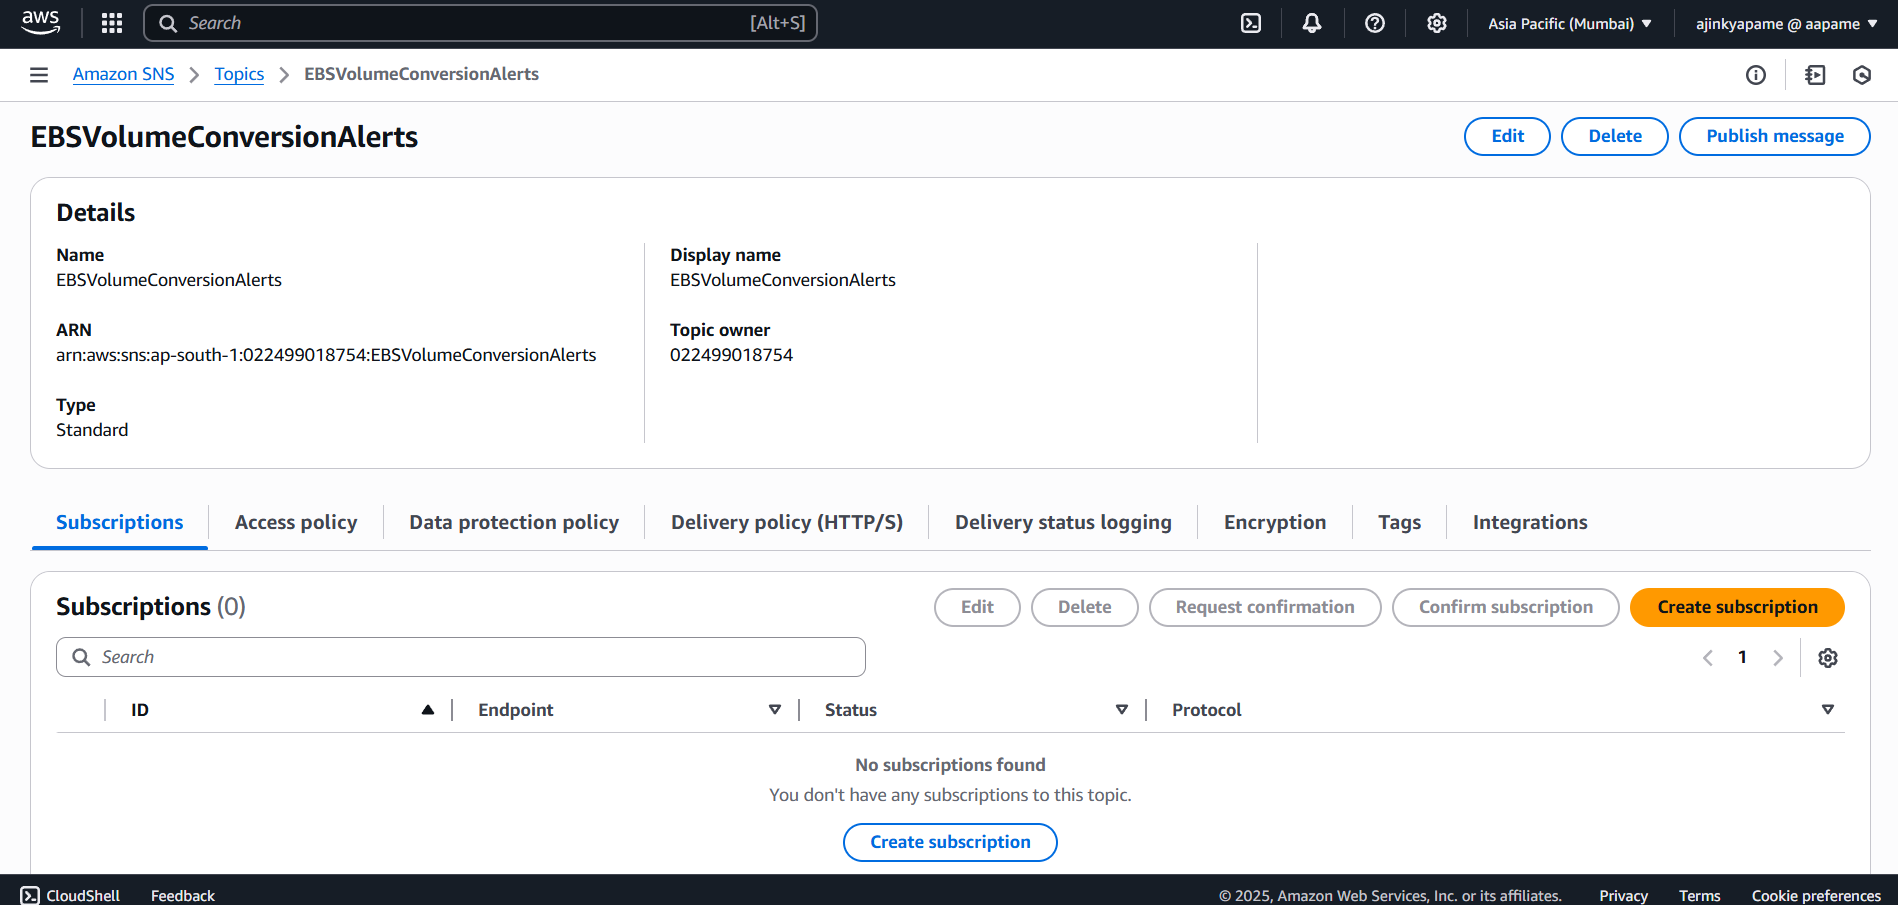 aws Search [Alt+S] Asia Pacific (Mumbai) ajinkyapame @ aapame
Amazon SNS Topics EBSVolumeConversionAlerts
EBSVolumeConversionAlerts Edit Delete Publish message
Details
Name Display name
EBSVolumeConversionAlerts EBSVolumeConversionAlerts
ARN Topic owner
arn:aws:sns:ap-south-1:022499018754:EBSVolumeConversionAlerts 022499018754
Type
Standard
Subscriptions Access policy Data protection policy Delivery policy (HTTP/S) Delivery status logging Encryption Tags Integrations
Subscriptions (0) Edit Delete Request confirmation Confirm subscription Create subscription
Search 1
ID Endpoint Status Protocol
No subscriptions found
You don't have any subscriptions to this topic.
Create subscription
CloudShell Feedback © 2025, Amazon Web Services, Inc. or its affiliates. Privacy Terms Cookie preferences